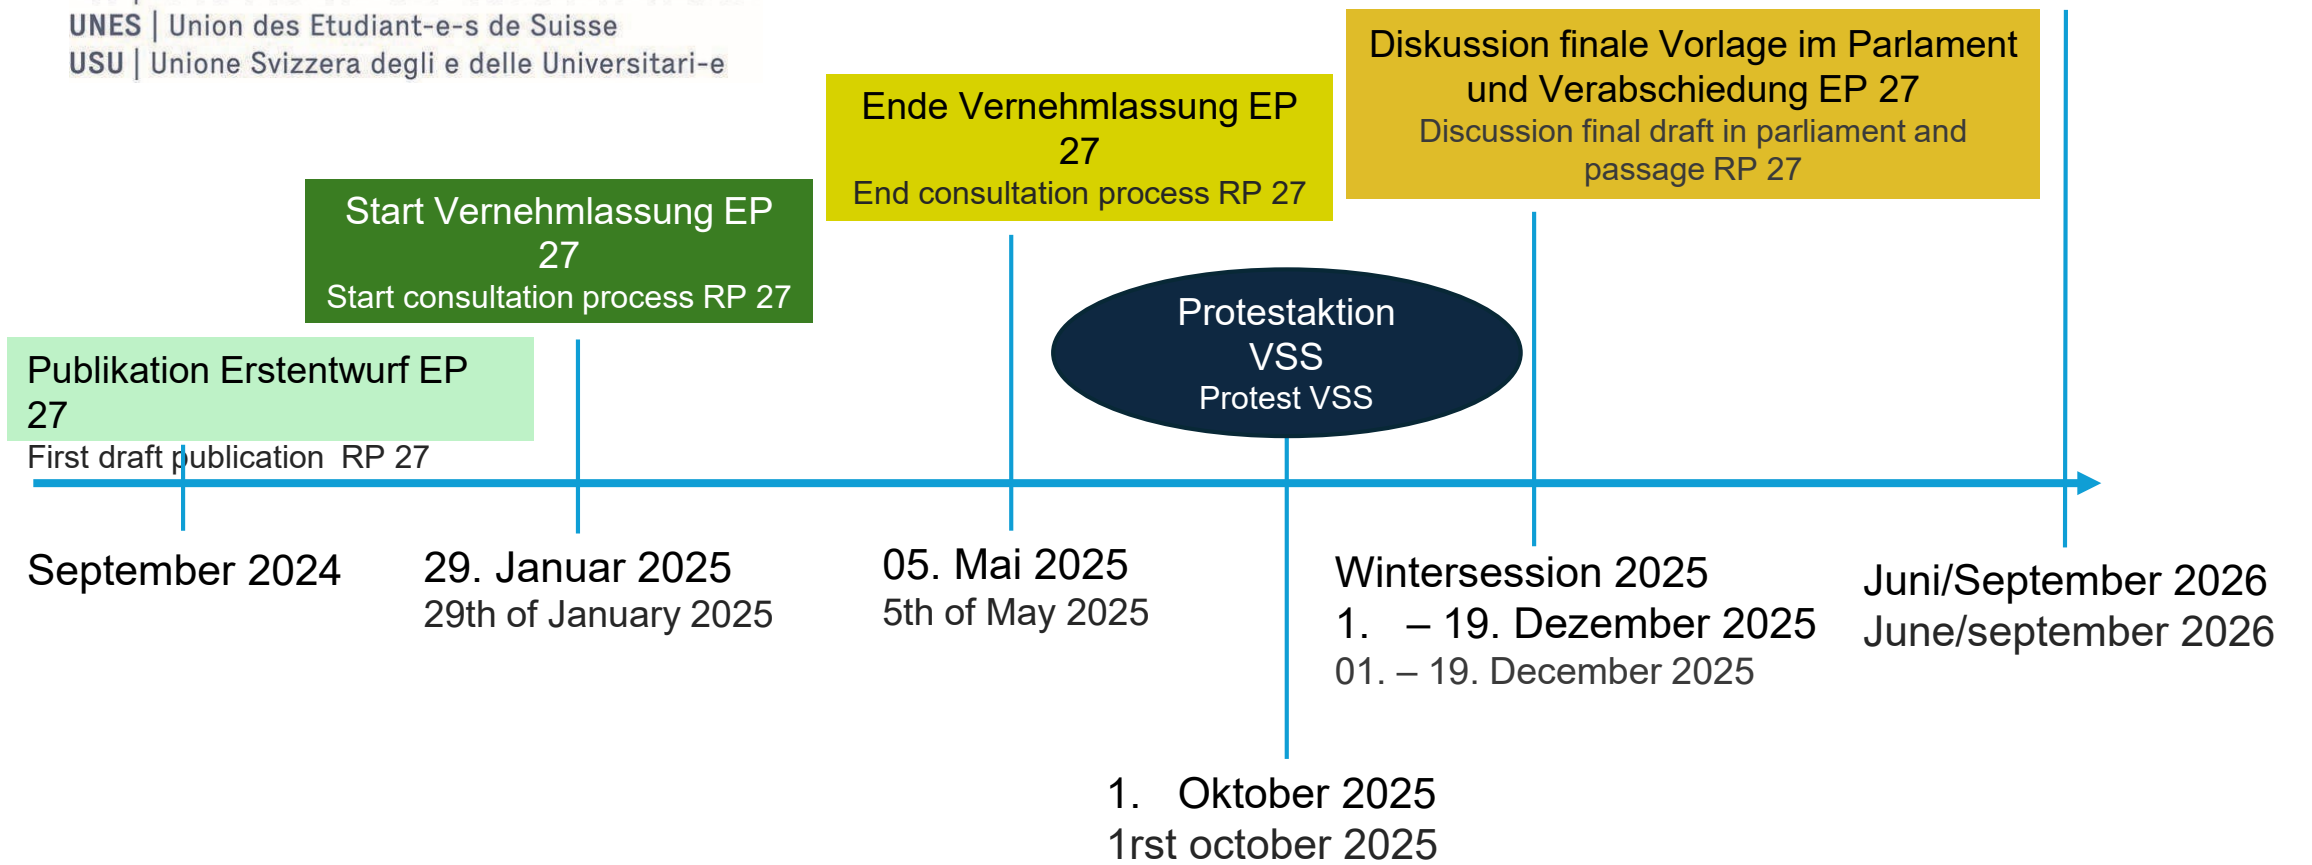 UNES | Union des Etudiant-e-s de Suisse
USU | Unione Svizzera degli e delle Universitari-e
Diskussion finale Vorlage im Parlament
und Verabschiedung EP 27
Discussion final draft in parliament and
passage RP 27
Ende Vernehmlassung EP
27
End consultation process RP 27
Start Vernehmlassung EP
27
Start consultation process RP 27
Protestaktion
VSS
Protest VSS
Publikation Erstentwurf EP
27
First draft publication  RP 27
September 2024
29. Januar 2025
29th of January 2025
05. Mai 2025
5th of May 2025
Wintersession 2025
1.   – 19. Dezember 2025
01. – 19. December 2025
Juni/September 2026
June/september 2026
1.   Oktober 2025
1rst october 2025